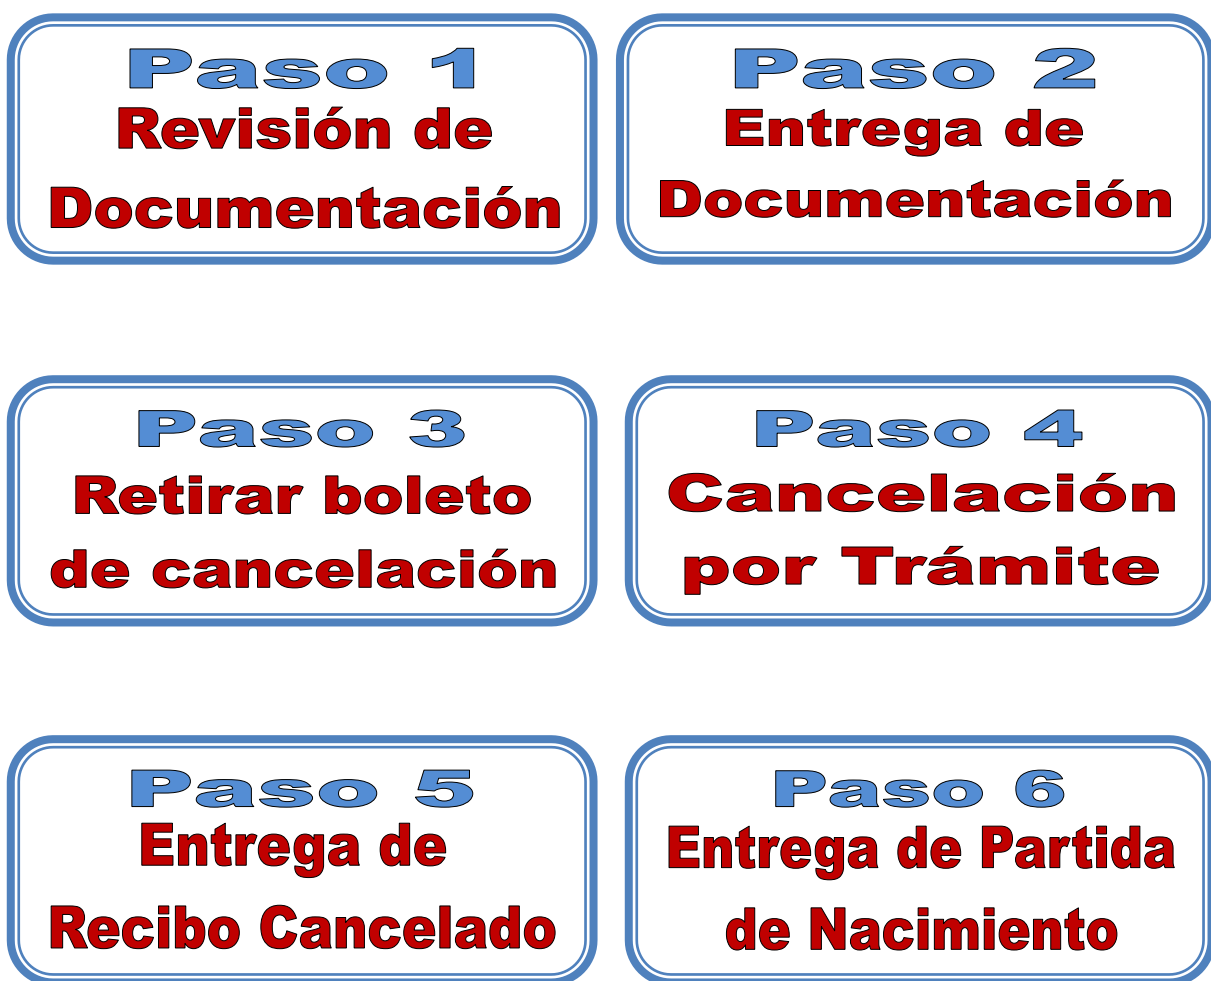 Paso 1
Revisión de
Documentación
Paso 2
Entrega de
Documentación
Paso 3
Retirar boleto
de cancelación
Paso 4
Cancelación
por Trámite
Paso 5
Entrega de
Recibo Cancelado
Paso 6
Entrega de Partida
de Nacimiento